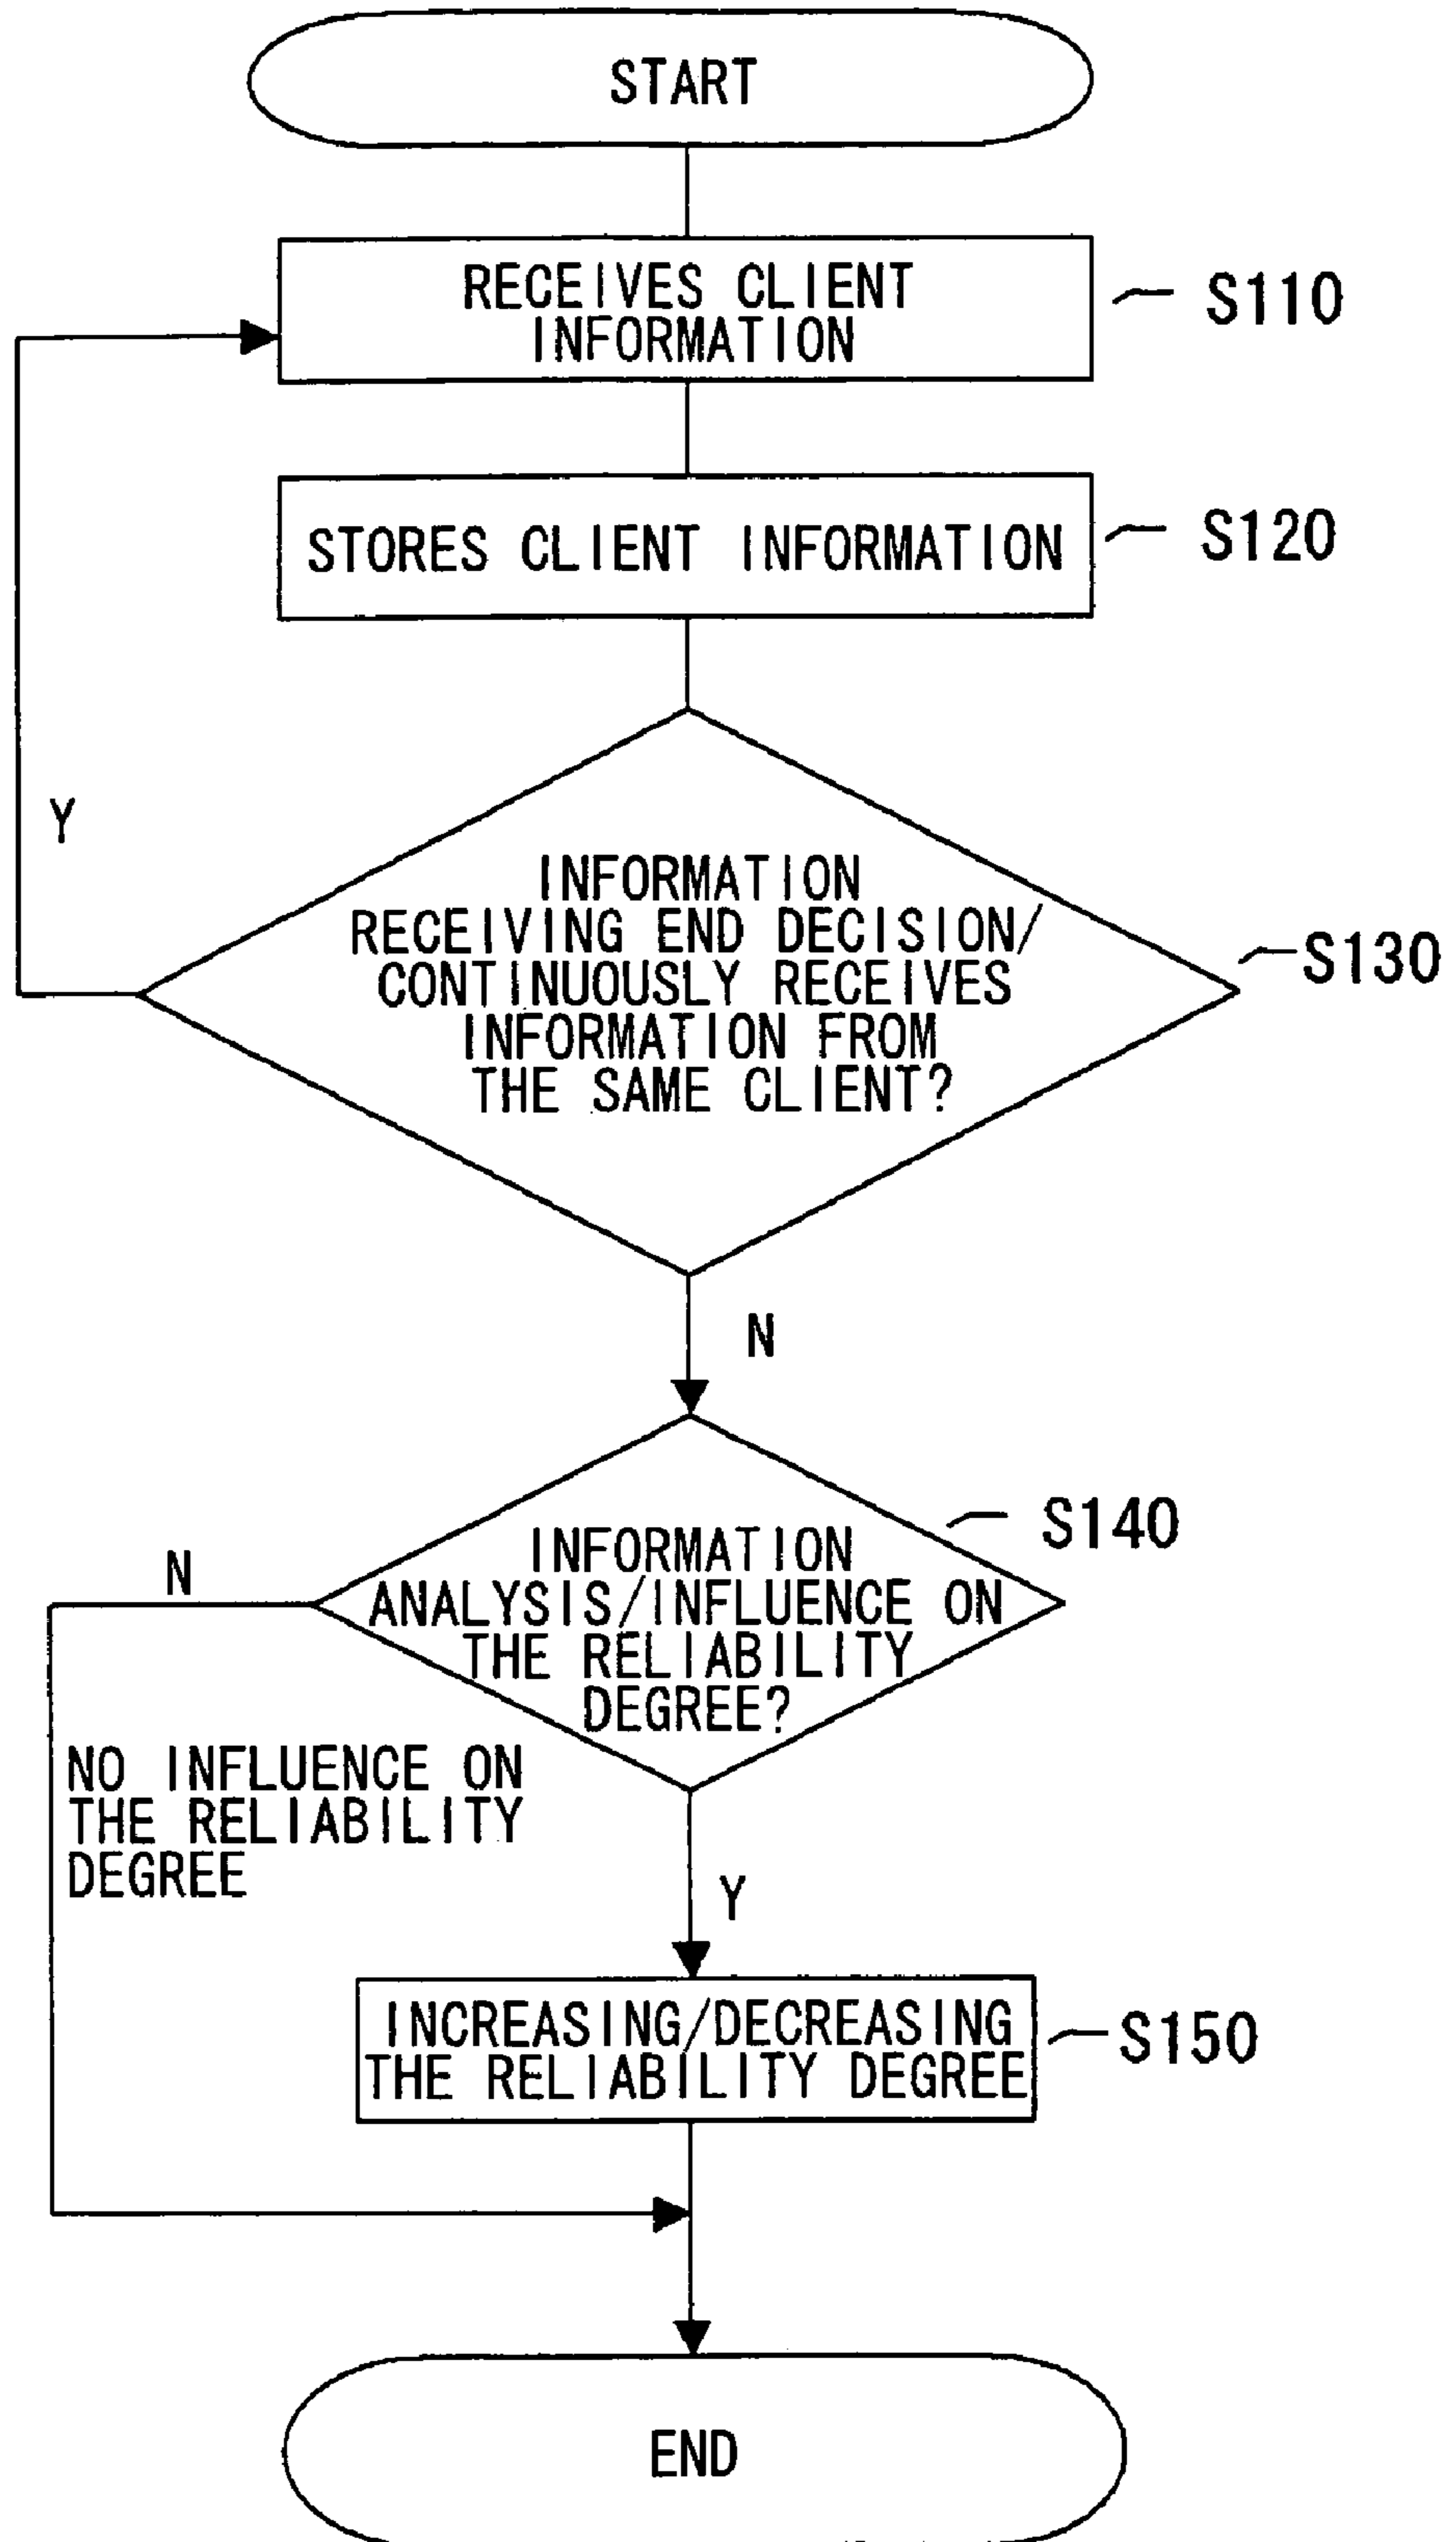 START
RECEIVES CLIENT
INFORMATION
S110
STORES CLIENT INFORMATION
S120
Y
INFORMATION
RECEIVING END DECISION/
CONTINUOUSLY RECEIVES
INFORMATION FROM
THE SAME CLIENT?
S130
N
S140
INFORMATION
ANALYSIS/INFLUENCE ON
THE RELIABILITY
DEGREE?
N
NO INFLUENCE ON
THE RELIABILITY
DEGREE
Y
INCREASING/DECREASING
THE RELIABILITY DEGREE
S150
END